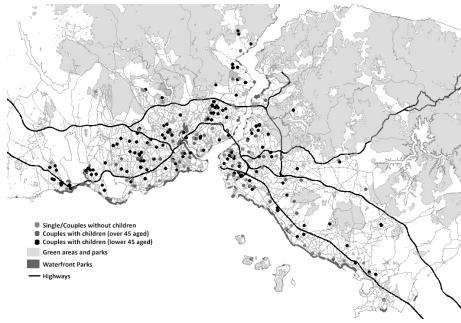 Single/Couples without children
Couples with children (over 45 aged)
Couples with children (lower 45 aged)
Green areas and parks
Waterfront Parks
Highways